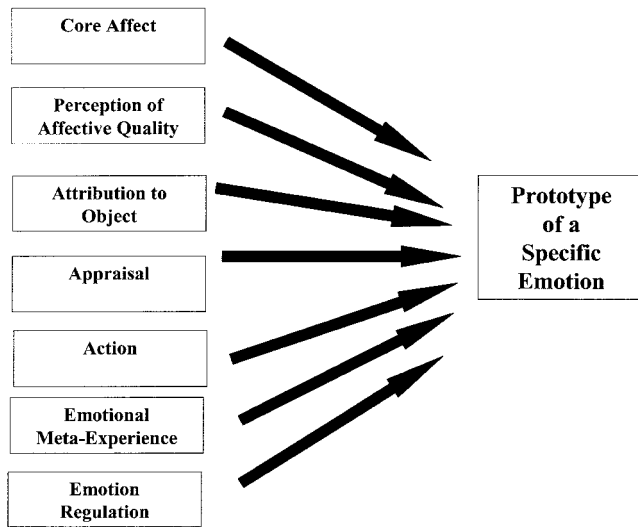 Core Affect
Perception of
Affective Quality
Attribution to
Object
Appraisal
Action
Emotional
Meta-Experience
Emotion
Regulation
Prototype
of a
Specific
Emotion